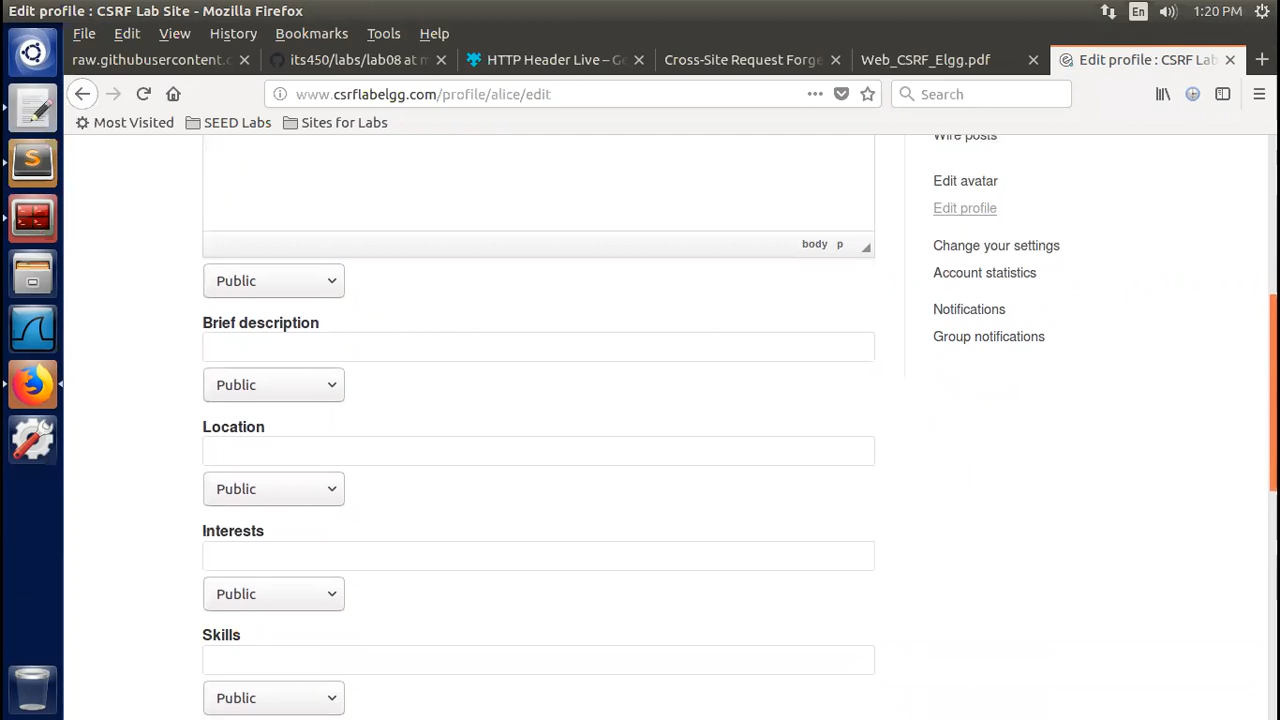 Edit profile : CSRF Lab Site - Mozilla Firefox
En
1:20 PM
File Edit View History Bookmarks Tools Help
raw.githubusercontent.c
its450/labs/lab08 at m
HTTP Header Live – Ge
Cross-Site Request Forge
Web_CSRF_Elgg.pdf
Edit profile : CSRF Lab
www.csrflabelgg.com/profile/alice/edit
Search
Most Visited
SEED Labs
Sites for Labs
Wire posts
Edit avatar
Edit profile
Change your settings
Account statistics
Notifications
Group notifications
body p
Public
Brief description
Public
Location
Public
Interests
Public
Skills
Public